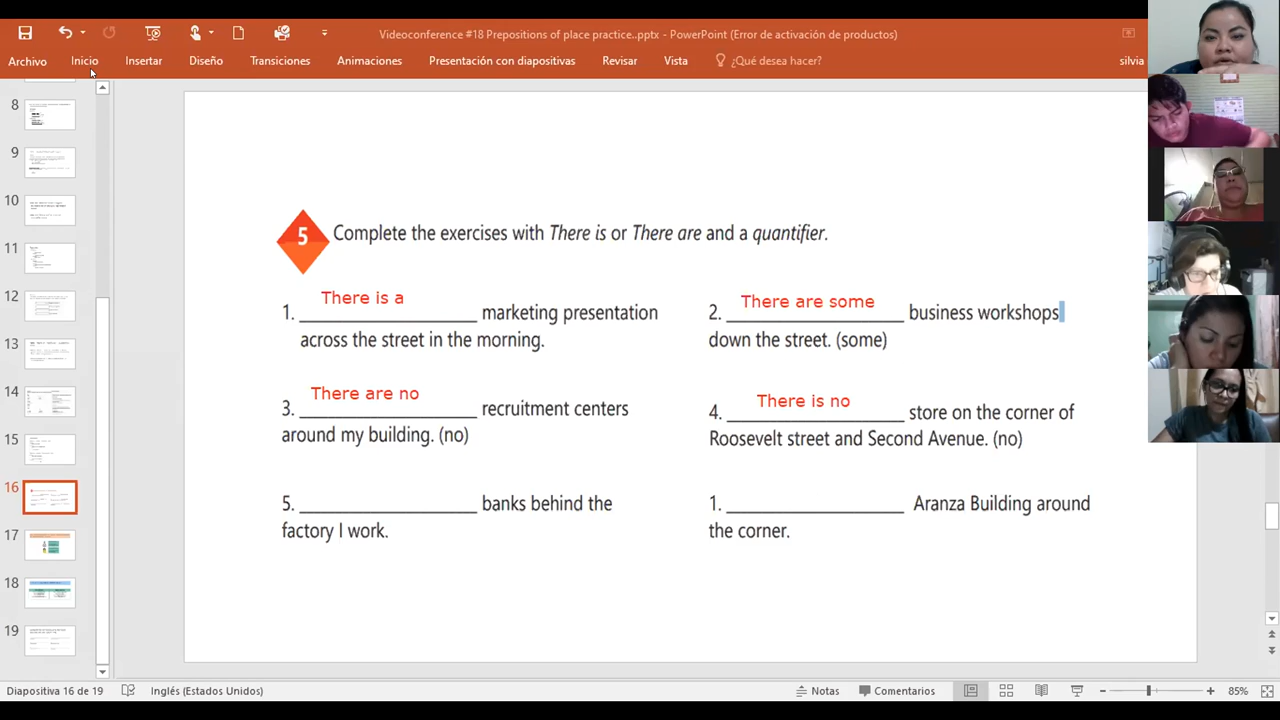 Videoconference #18 Prepositions of place practice..pptx - PowerPoint (Error de activación de productos)
Archivo Inicio Insertar Diseño Transiciones Animaciones Presentación con diapositivas Revisar Vista ¿Qué desea hacer? silvia
8
9
10
11
12
13
14
15
16
17
18
19
5 Complete the exercises with There is or There are and a quantifier.
There is a
1. ____________________ marketing presentation
across the street in the morning.
There are some
2. ____________________ business workshops
down the street. (some)
There are no
3. ____________________ recruitment centers
around my building. (no)
There is no
4. ____________________ store on the corner of
Roosevelt street and Second Avenue. (no)
5. ____________________ banks behind the
factory I work.
1. ____________________ Aranza Building around
the corner.
Diapositiva 16 de 19 Inglés (Estados Unidos) Notas Comentarios 85%